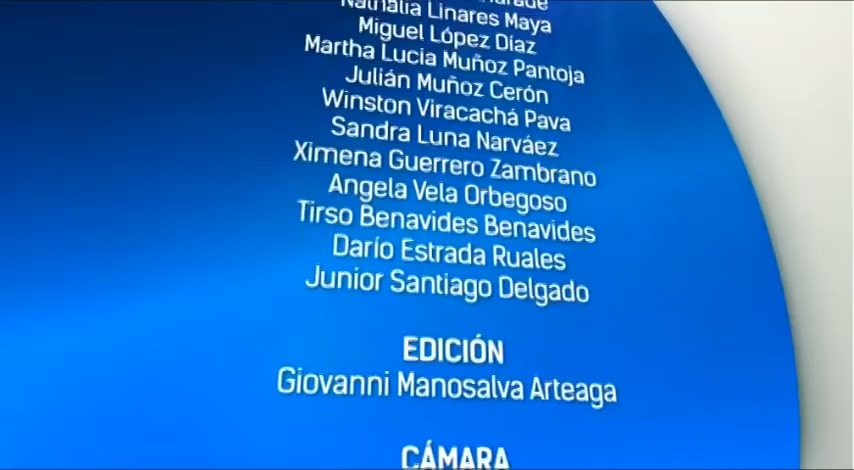 Nathalia Linares Maya
Miguel López Díaz
Martha Lucia Muñoz Pantoja
Julián Muñoz Cerón
Winston Viracachá Pava
Sandra Luna Narváez
Ximena Guerrero Zambrano
Angela Vela Orbegoso
Tirso Benavides Benavides
Darío Estrada Ruales
Junior Santiago Delgado
EDICIÓN
Giovanni Manosalva Arteaga
CÁMARA